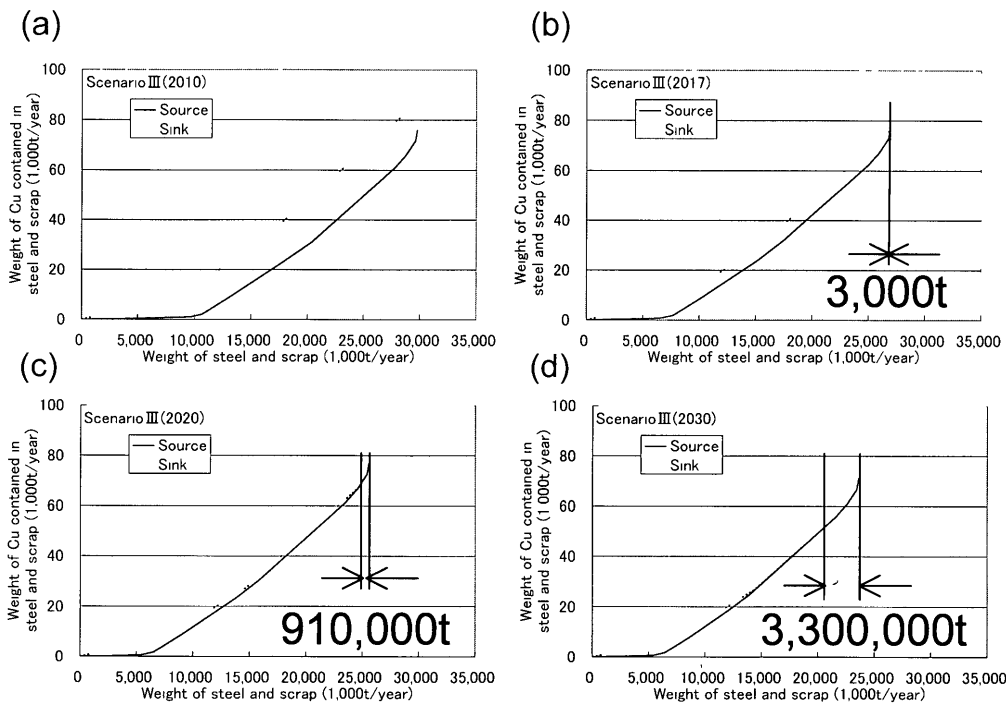 (a)
Scenario III (2010)
Source
Sink
100
80
60
40
20
0
Weight of Cu contained in
steel and scrap (1,000t/year)
0 5,000 10,000 15,000 20,000 25,000 30,000 35,000
Weight of steel and scrap (1,000t/year)
(b)
Scenario III (2017)
Source
Sink
100
80
60
40
20
0
Weight of Cu contained in
steel and scrap (1,000t/year)
3,000t
0 5,000 10,000 15,000 20,000 25,000 30,000 35,000
Weight of steel and scrap (1,000t/year)
(c)
Scenario III (2020)
Source
Sink
100
80
60
40
20
0
Weight of Cu contained in
steel and scrap (1,000t/year)
910,000t
0 5,000 10,000 15,000 20,000 25,000 30,000 35,000
Weight of steel and scrap (1,000t/year)
(d)
Scenario III (2030)
Source
Sink
100
80
60
40
20
0
Weight of Cu contained in
steel and scrap (1 000t/year)
3,300,000t
0 5,000 10,000 15,000 20,000 25,000 30,000 35,000
Weight of steel and scrap (1,000t/year)